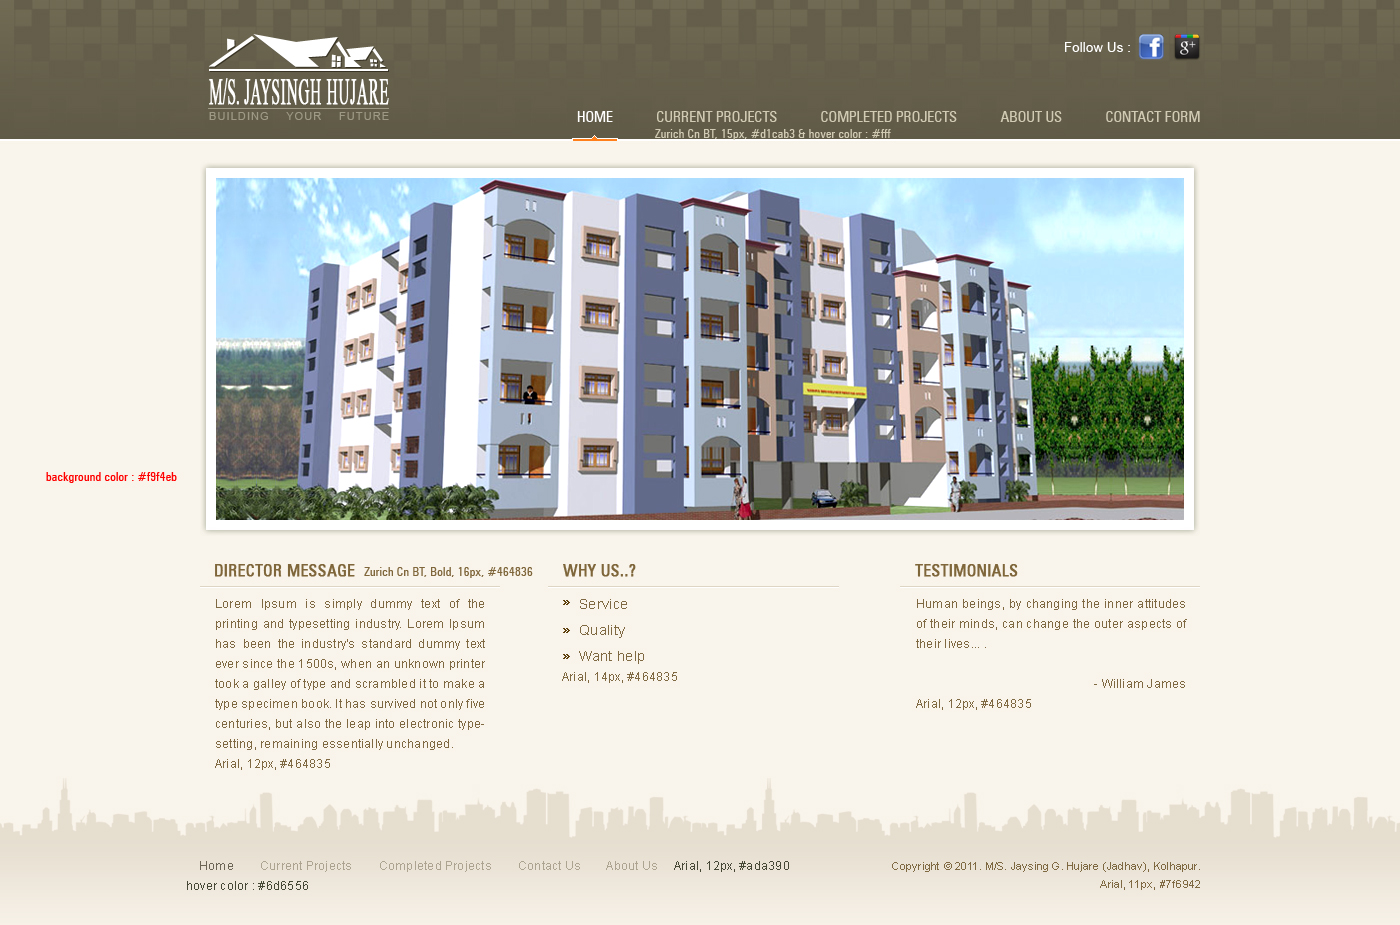 Follow Us :
M/S. JAYSINGH HUJARE
BUILDING YOUR FUTURE
HOME CURRENT PROJECTS COMPLETED PROJECTS ABOUT US CONTACT FORM
Zurich Cn BT, 15px, #d1cab3 & hover color : #fff
background color : #f9f4eb
DIRECTOR MESSAGE Zurich Cn BT, Bold, 16px, #464836
Lorem Ipsum is simply dummy text of the
printing and typesetting industry. Lorem Ipsum
has been the industry's standard dummy text
ever since the 1500s, when an unknown printer
took a galley of type and scrambled it to make a
type specimen book. It has survived not only five
centuries, but also the leap into electronic type-
setting, remaining essentially unchanged.
Arial, 12px, #464835
WHY US..?
Service
Quality
Want help
Arial, 14px, #464835
TESTIMONIALS
Human beings, by changing the inner attitudes
of their minds, can change the outer aspects of
their lives... .
- William James
Arial, 12px, #464835
Home Current Projects Completed Projects Contact Us About Us Arial, 12px, #ada390
hover color : #6d6556
Copyright © 2011. M/S. Jaysing G. Hujare (Jadhav), Kolhapur.
Arial, 11px, #7f6942